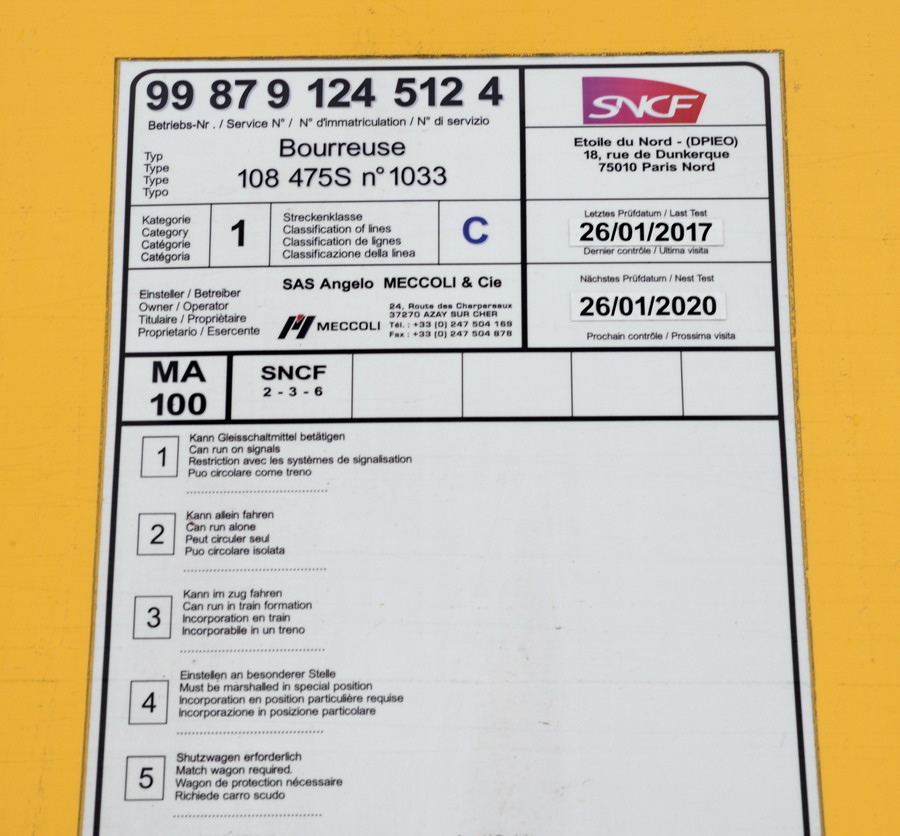 99 87 9 124 512 4
Betriebs-Nr . / Service N° / N° d'immatriculation / N° di servizio
Typ
Type
Type
Typo
Bourreuse
108 475S n°1033
SNCF
Etoile du Nord - (DPIEO)
18, rue de Dunkerque
75010 Paris Nord
Kategorie
Category
Catégorie
Catégoria
1
Streckenklasse
Classification of lines
Classification de lignes
Classificazione della linea
C
Letztes Prüfdatum / Last Test
26/01/2017
Dernier contrôle / Ultima visita
Einsteller / Betreiber
Owner / Operator
Titulaire / Propriètaire
Proprietario / Esercente
SAS Angelo MECCOLI & Cie
MECCOLI
24, Route des Charpereaux
37270 AZAY SUR CHER
Tél. : +33 (0) 247 504 169
Fax : +33 (0) 247 504 878
Nächstes Prüfdatum / Nest Test
26/01/2020
Prochain contrôle / Prossima visita
MA
100
SNCF
2 - 3 - 6
1
Kann Gleisschaltmittel betätigen
Can run on signals
Restriction avec les systèmes de signalisation
Puo circolare come treno
2
Kann allein fahren
Can run alone
Peut circuler seul
Puo circolare isolata
3
Kann im zug fahren
Can run in train formation
Incorporation en train
Incorporabile in un treno
4
Einstellen an besonderer Stelle
Must be marshalled in special position
Incorporation en position particulière requise
Incorporazione in posizione particolare
5
Shutzwagen erforderlich
Match wagon required.
Wagon de protection nécessaire
Richiede carro scudo